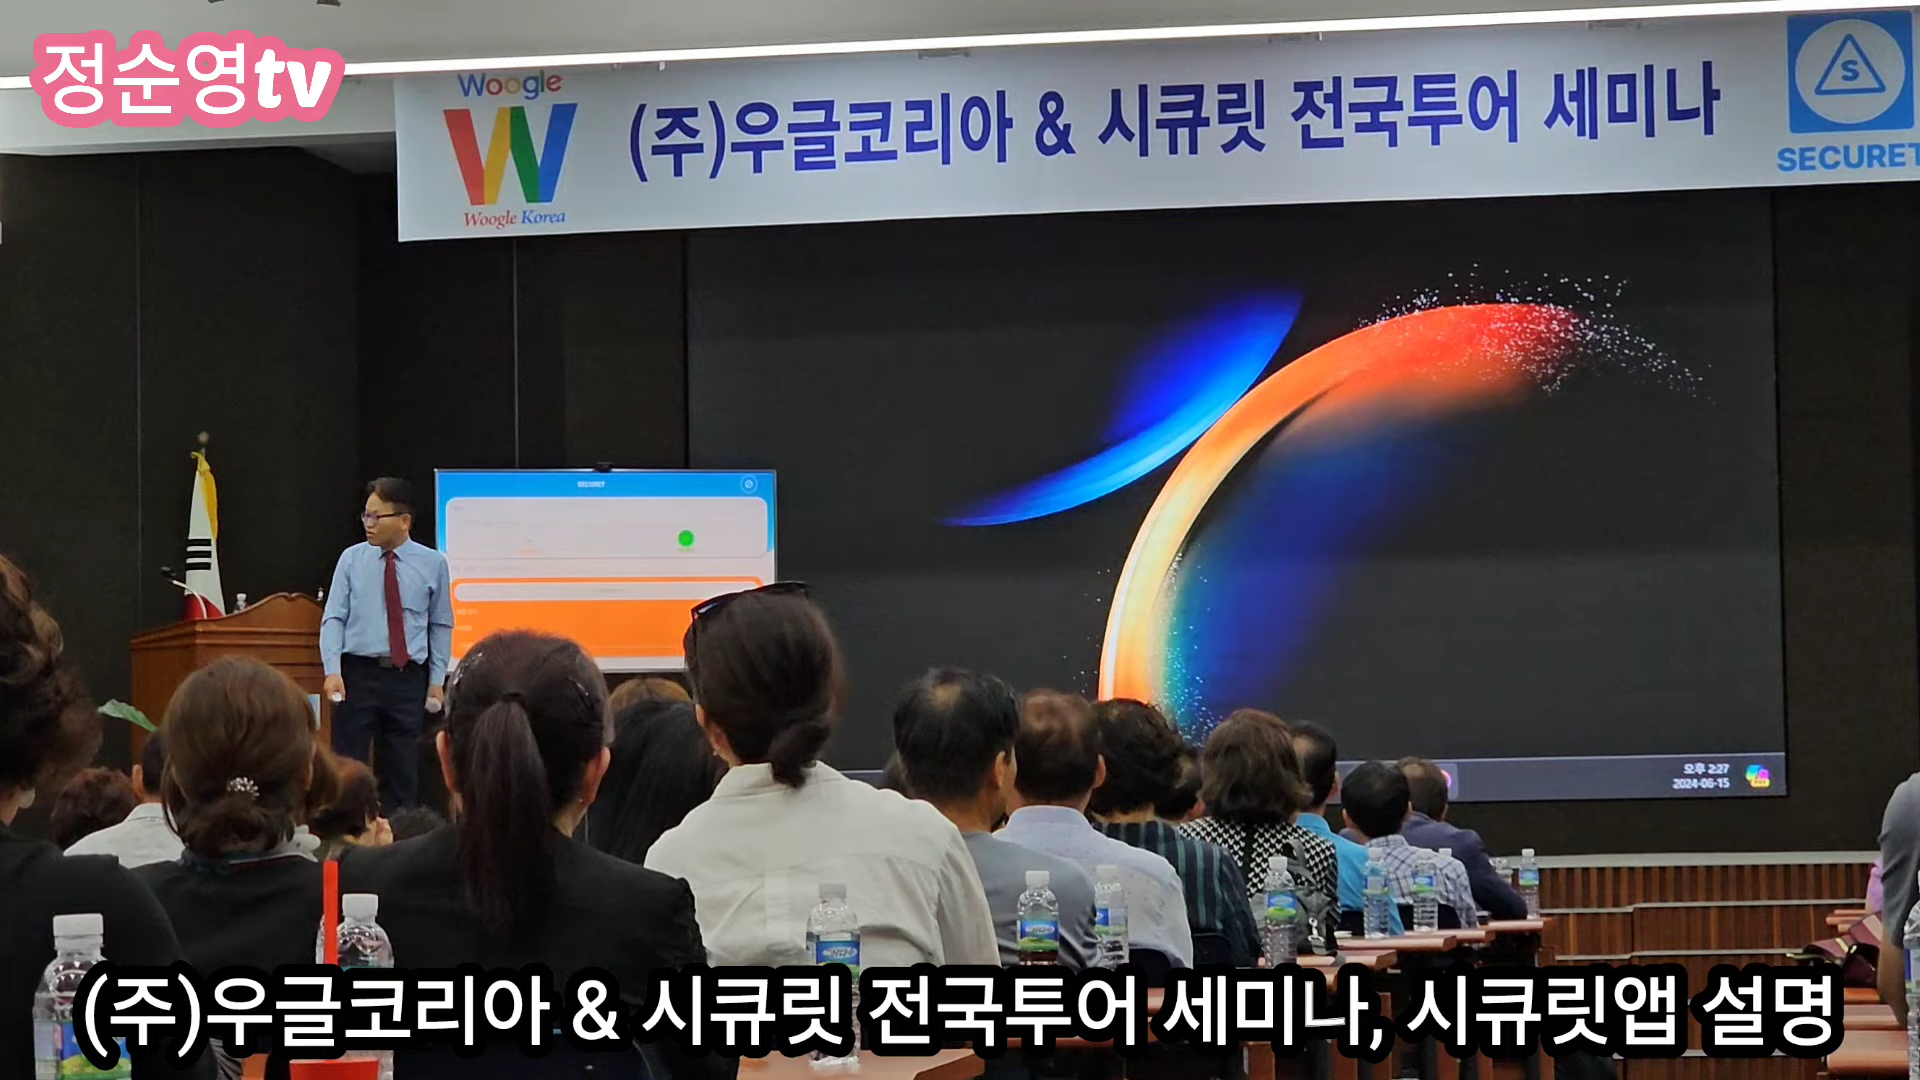 정순영tv
Woogle
W
Woogle Korea
(주)우글코리아 & 시큐릿 전국투어 세미나
S
SECURET
SECURET
오후 2:27
2024-06-15
(주)우글코리아 & 시큐릿 전국투어 세미나, 시큐릿앱 설명